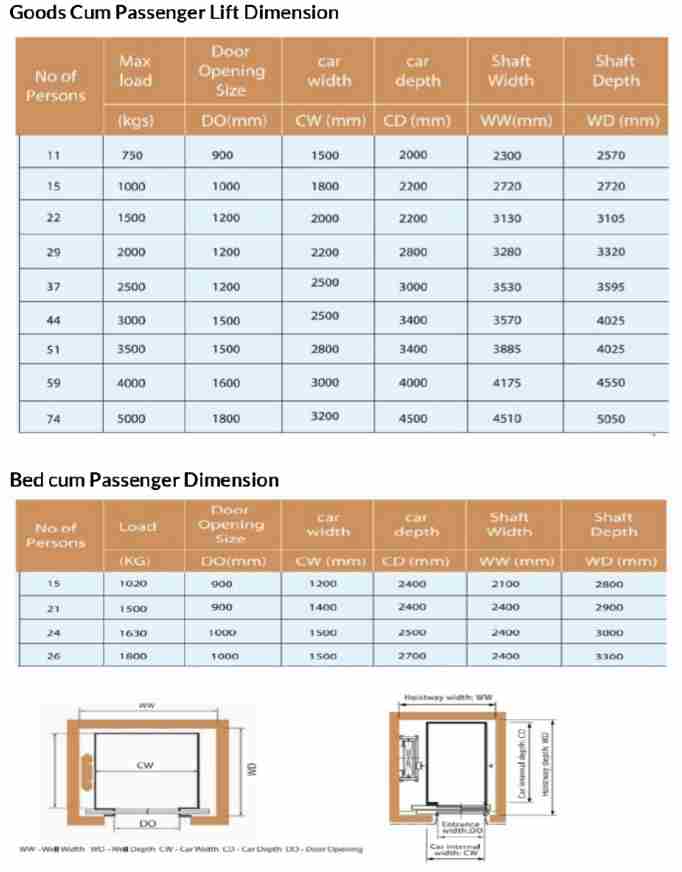 Goods Cum Passenger Lift Dimension
No of Persons Max load Door Opening Size car width car depth Shaft Width Shaft Depth
(kgs) DO(mm) CW (mm) CD (mm) WW(mm) WD (mm)
11 750 900 1500 2000 2300 2570
15 1000 1000 1800 2200 2720 2720
22 1500 1200 2000 2200 3130 3105
29 2000 1200 2200 2800 3280 3320
37 2500 1200 2500 3000 3530 3595
44 3000 1500 2500 3400 3570 4025
51 3500 1500 2800 3400 3885 4025
59 4000 1600 3000 4000 4175 4550
74 5000 1800 3200 4500 4510 5050
Bed cum Passenger Dimension
No of Persons Load Door Opening Size car width car depth Shaft Width Shaft Depth
(KG) DO(mm) CW (mm) CD (mm) WW (mm) WD (mm)
15 1020 900 1200 2400 2100 2800
21 1500 900 1400 2400 2400 2900
24 1630 1000 1500 2500 2400 3000
26 1800 1000 1500 2700 2400 3300
WW
CW
WD
DO
Hoistway width: WW
Car internal depth: CD
Hoistway depth: WD
Entrance
width:DO
Car internal
width: CW
WW -Well Width WD - Well Depth CW - Car Width CD - Car Depth DO - Door Opening